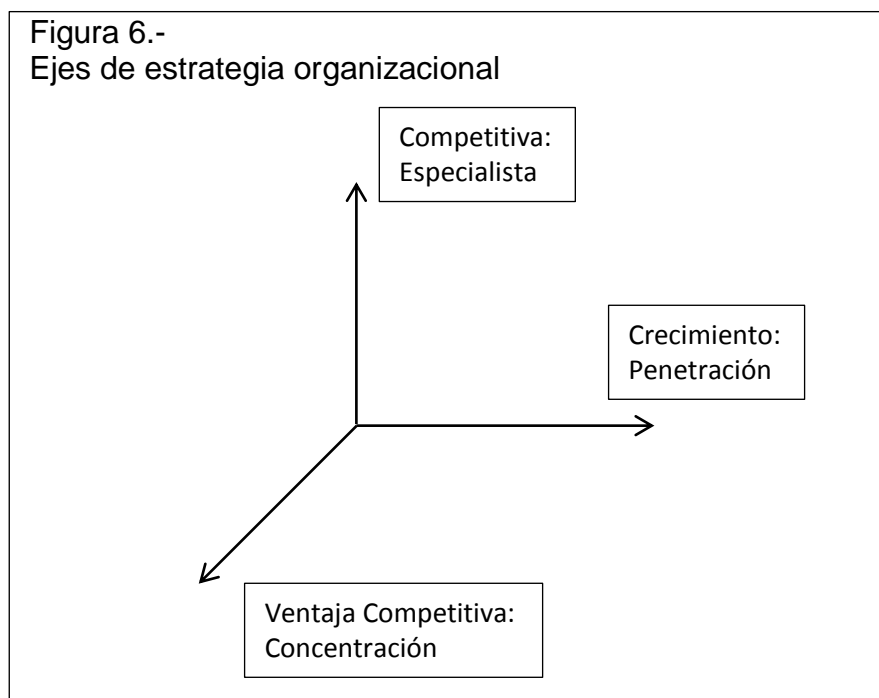 Figura 6.-
Ejes de estrategia organizacional
Competitiva:
Especialista
Crecimiento:
Penetración
Ventaja Competitiva:
Concentración